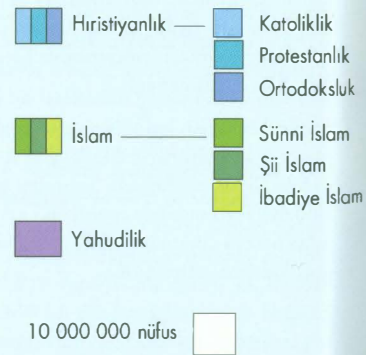 Hıristiyanlık
Katoliklik
Protestanlık
Ortodoksluk
İslam
Sünni İslam
Şii İslam
İbadiye İslam
Yahudilik
10 000 000 nüfus